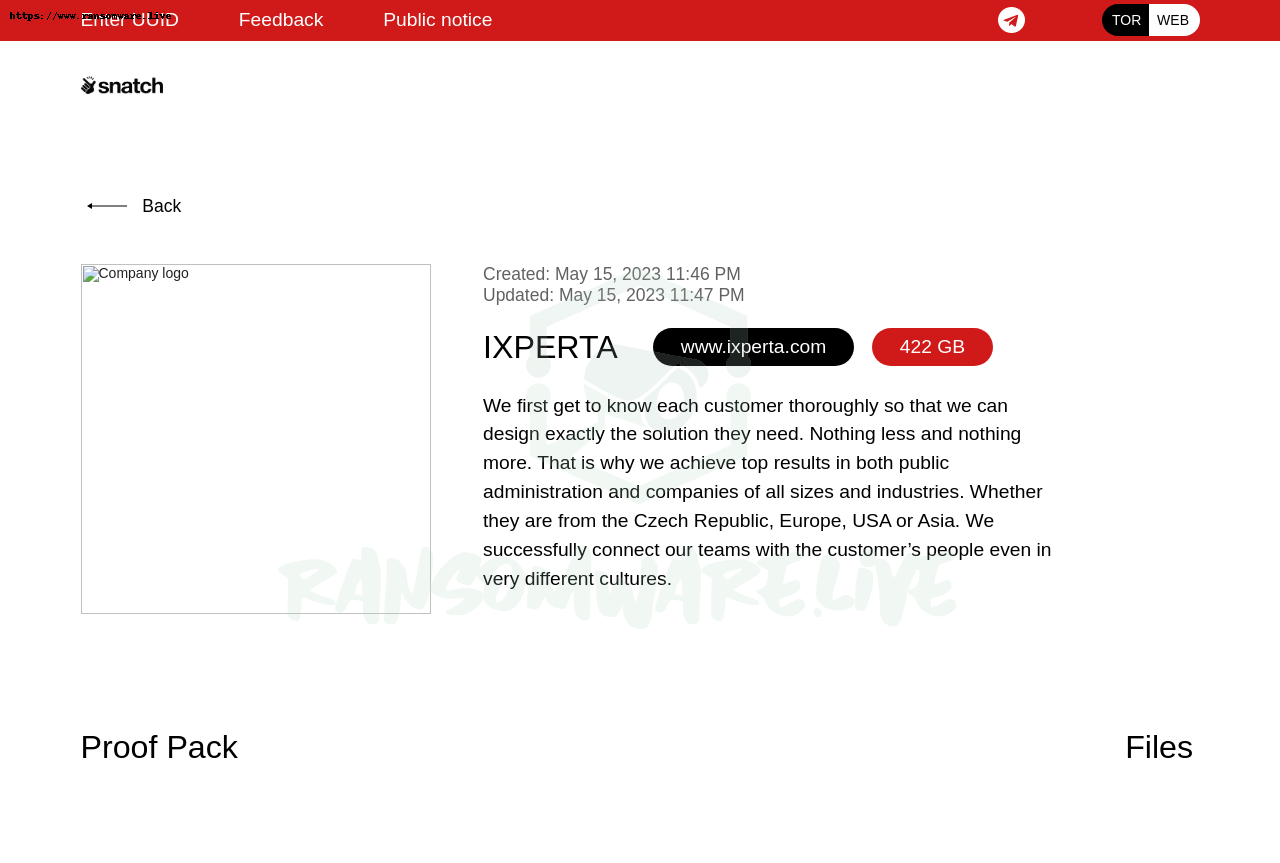 https://www.ransomware.live
Enter UUID Feedback Public notice TOR WEB
snatch
Back
Company logo
Created: May 15, 2023 11:46 PM
Updated: May 15, 2023 11:47 PM
IXPERTA www.ixperta.com 422 GB
We first get to know each customer thoroughly so that we can
design exactly the solution they need. Nothing less and nothing
more. That is why we achieve top results in both public
administration and companies of all sizes and industries. Whether
they are from the Czech Republic, Europe, USA or Asia. We
successfully connect our teams with the customer’s people even in
very different cultures.
RANSOMWARE.LIVE
Proof Pack Files